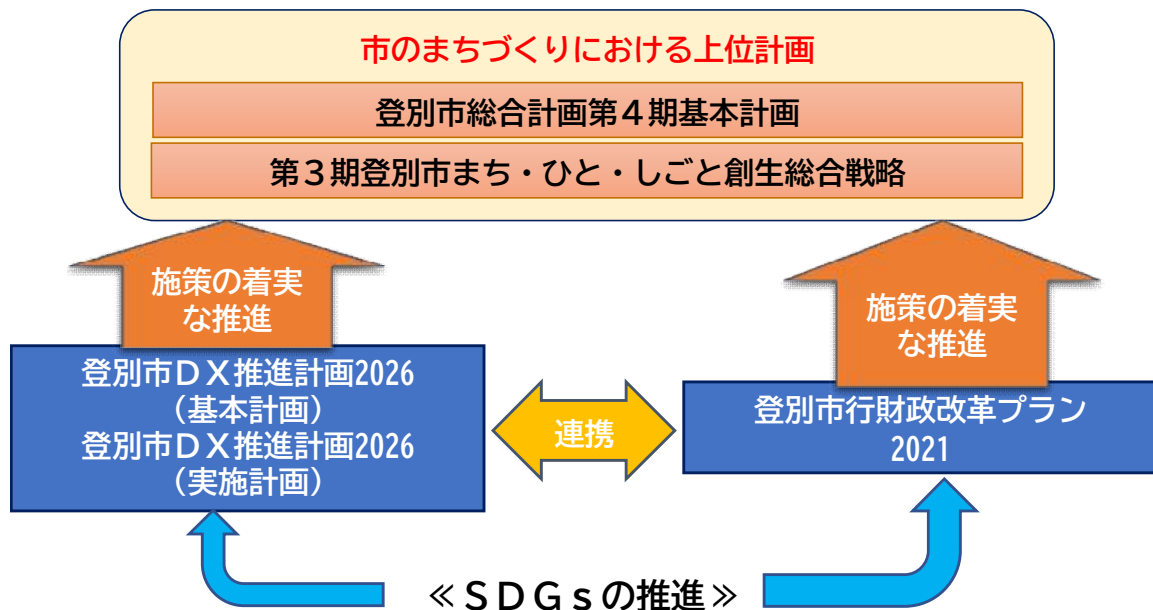 市のまちづくりにおける上位計画
登別市総合計画第４期基本計画
第３期登別市まち・ひと・しごと創生総合戦略
施策の着実
な推進
施策の着実
な推進
登別市ＤＸ推進計画2026
（基本計画）
登別市ＤＸ推進計画2026
（実施計画）
連携
登別市行財政改革プラン
2021
≪ＳＤＧｓの推進≫